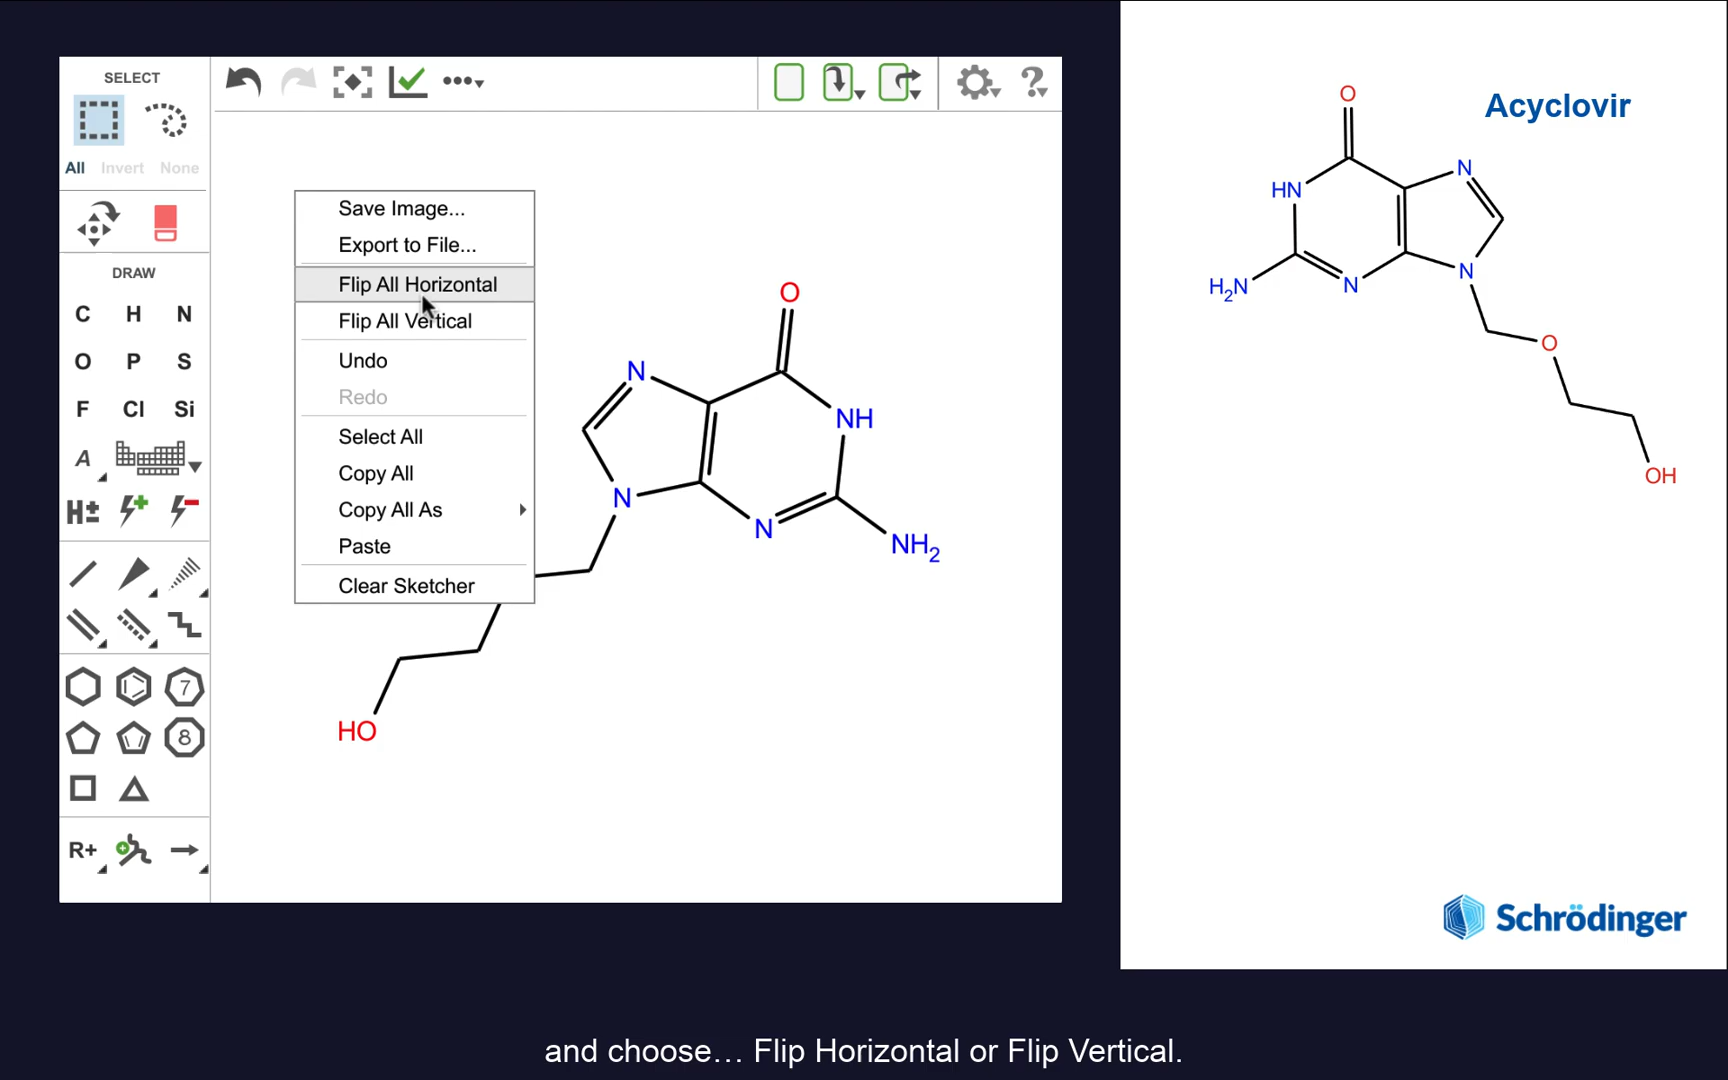 SELECT
All Invert None
DRAW
C H N
O P S
F Cl Si
A
H±
7
8
R+
Save Image...
Export to File...
Flip All Horizontal
Flip All Vertical
Undo
Redo
Select All
Copy All
Copy All As
Paste
Clear Sketcher
O
N
NH
N
N
NH2
HO
?
Acyclovir
O
HN
N
H2N
N
N
O
OH
Schrödinger
and choose… Flip Horizontal or Flip Vertical.